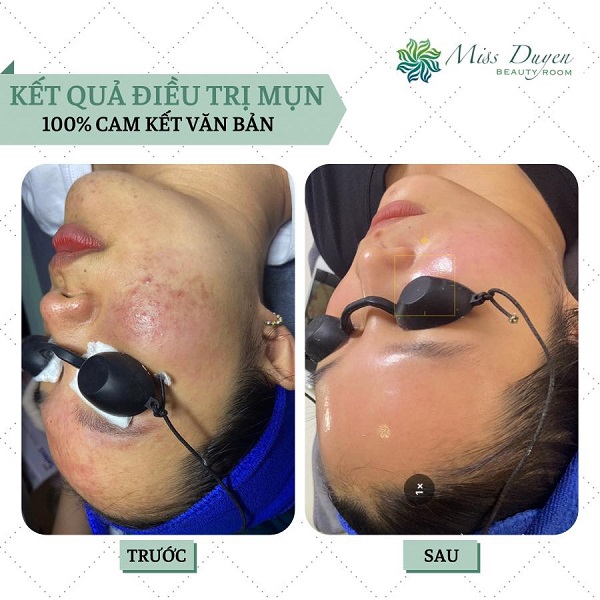 Miss Duyen
BEAUTY ROOM
KẾT QUẢ ĐIỀU TRỊ MỤN
100% CAM KẾT VĂN BẢN
1×
TRƯỚC
SAU